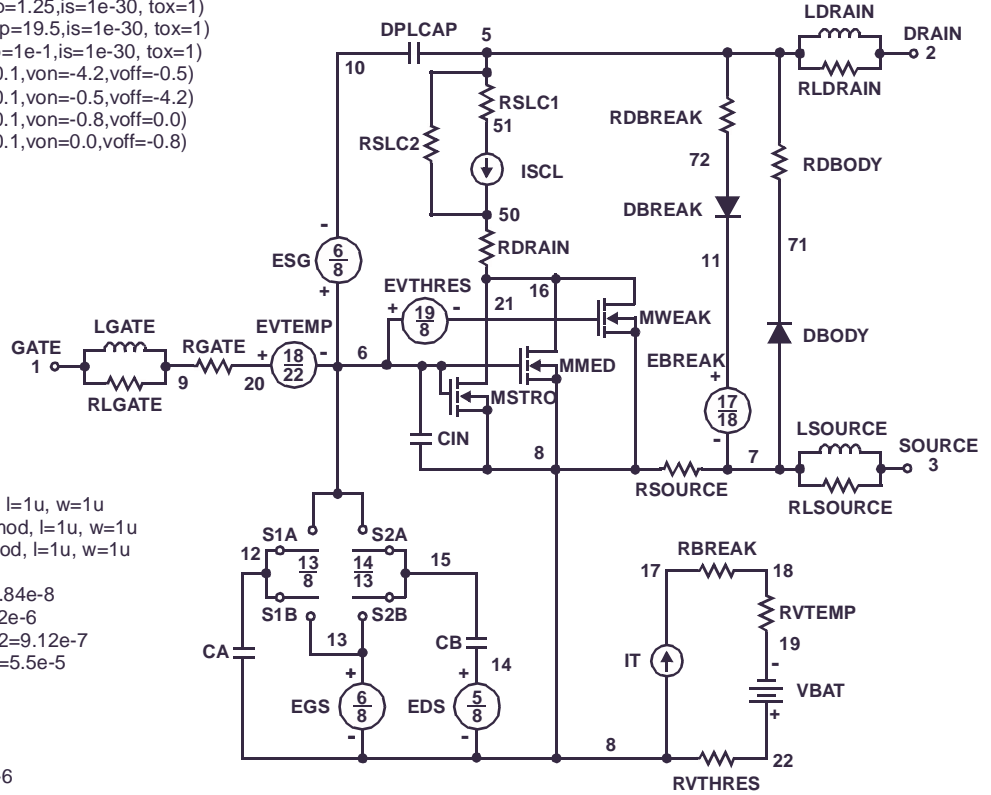 o=1.25,is=1e-30, tox=1)
p=19.5,is=1e-30, tox=1)
=1e-1,is=1e-30, tox=1)
0.1,von=-4.2,voff=-0.5)
0.1,von=-0.5,voff=-4.2)
0.1,von=-0.8,voff=0.0)
0.1,von=0.0,voff=-0.8)
LDRAIN
DPLCAP 5 DRAIN
10 2
RSLC1 RLDRAIN
51 RDBREAK
RSLC2
72 RDBODY
ISCL
DBREAK
50
- RDRAIN 71
6
8
ESG 11
+ EVTHRES 16
+ 19
8 - 21
MWEAK
LGATE EVTEMP DBODY
GATE RGATE + 18
22 - 6 MMED EBREAK
1 +
9 20 MSTRO
RLGATE 17
18
CIN LSOURCE
- SOURCE
8 7 3
RSOURCE
RLSOURCE
l=1u, w=1u
nod, l=1u, w=1u
od, l=1u, w=1u
.84e-8
2e-6
2=9.12e-7
=5.5e-5
-6
S1A S2A
12 13
8 14
13 15
S1B S2B
13
CA CB
+ + 14
EGS 6
8 EDS 5
8
- -
RBREAK
17 18
RVTEMP
19
IT -
VBAT
+
8
22
RVTHRES